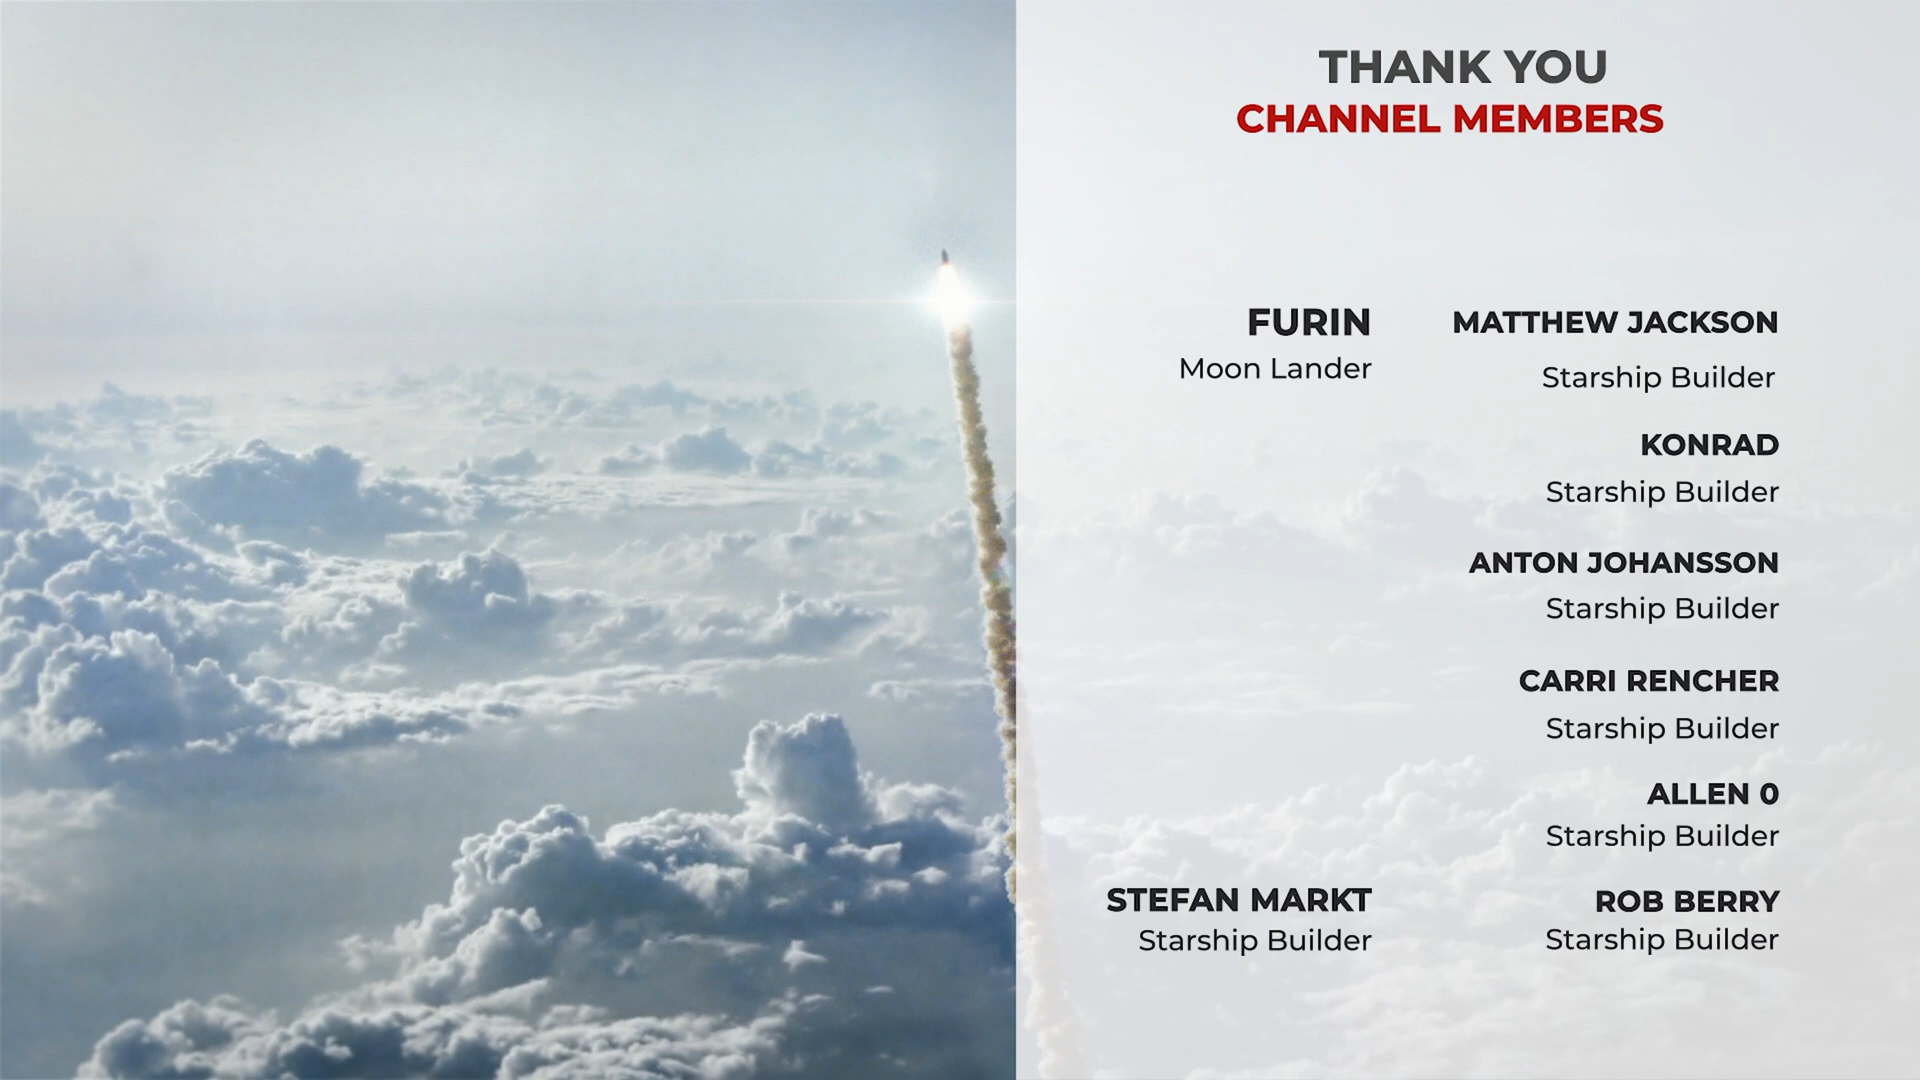 THANK YOU
CHANNEL MEMBERS
FURIN
Moon Lander
MATTHEW JACKSON
Starship Builder
KONRAD
Starship Builder
ANTON JOHANSSON
Starship Builder
CARRI RENCHER
Starship Builder
ALLEN 0
Starship Builder
STEFAN MARKT
Starship Builder
ROB BERRY
Starship Builder